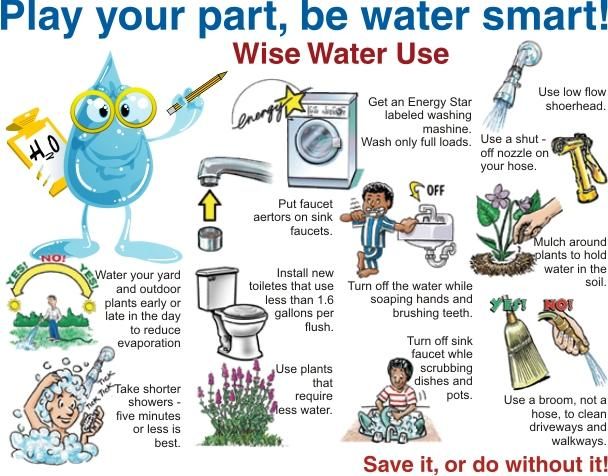 Play your part, be water smart!
Wise Water Use
H₂O
energy
Get an Energy Star
labeled washing
mashine.
Wash only full loads.
Use low flow
shoerhead.
Use a shut -
off nozzle on
your hose.
Put faucet
aertors on sink
faucets.
OFF
Turn off the water while
soaping hands and
brushing teeth.
Mulch around
plants to hold
water in the
soil.
YES!
NO!
YES!
Water your yard
and outdoor
plants early or
late in the day
to reduce
evaporation
Install new
toiletes that use
less than 1.6
gallons per
flush.
Turn off sink
faucet whle
scrubbing
dishes and
pots.
YES!
NO!
Use a broom, not a
hose, to clean
driveways and
walkways.
TICK
TICK
TICK
Take shorter
showers -
five minutes
or less is
best.
Use plants
that
require
less water.
Save it, or do without it!